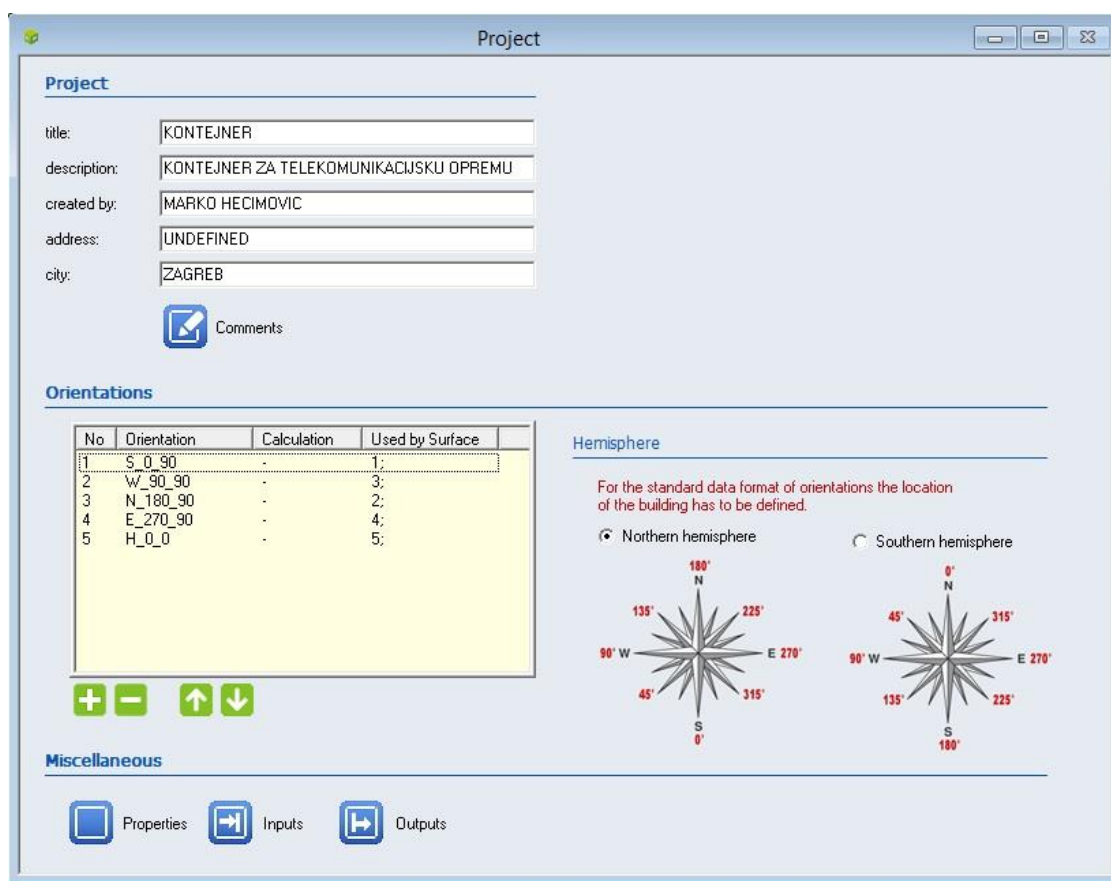 Project
Project
title: KONTEJNER
description: KONTEJNER ZA TELEKOMUNIKACIJSKU OPREMU
created by: MARKO HECIMOVIC
address: UNDEFINED
city: ZAGREB
Comments
Orientations
No Orientation Calculation Used by Surface
1 S_0_90 - 1;
2 W_90_90 - 3;
3 N_180_90 - 2;
4 E_270_90 - 4;
5 H_0_0 - 5;
Hemisphere
For the standard data format of orientations the location
of the building has to be defined.
Northern hemisphere
180°
N
135° 225°
90° W E 270°
45° 315°
S
0°
Southern hemisphere
0°
N
45° 315°
90° W E 270°
135° 225°
S
180°
Miscellaneous
Properties Inputs Outputs